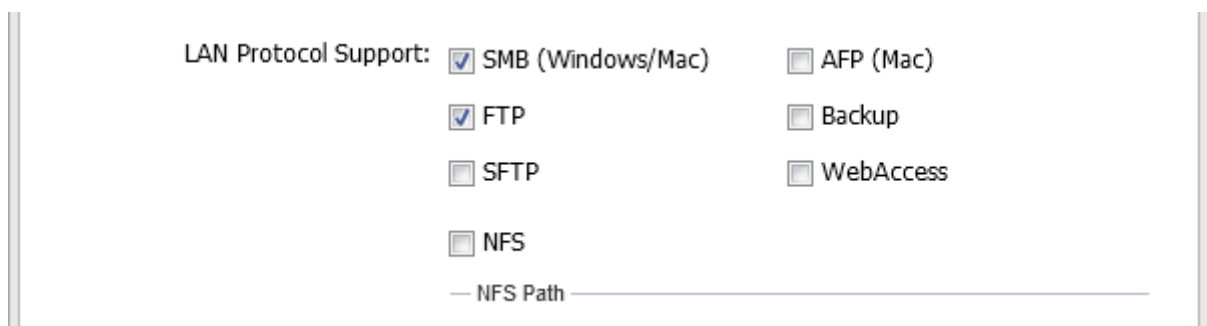 LAN Protocol Support: SMB (Windows/Mac) AFP (Mac)
FTP Backup
SFTP WebAccess
NFS
NFS Path